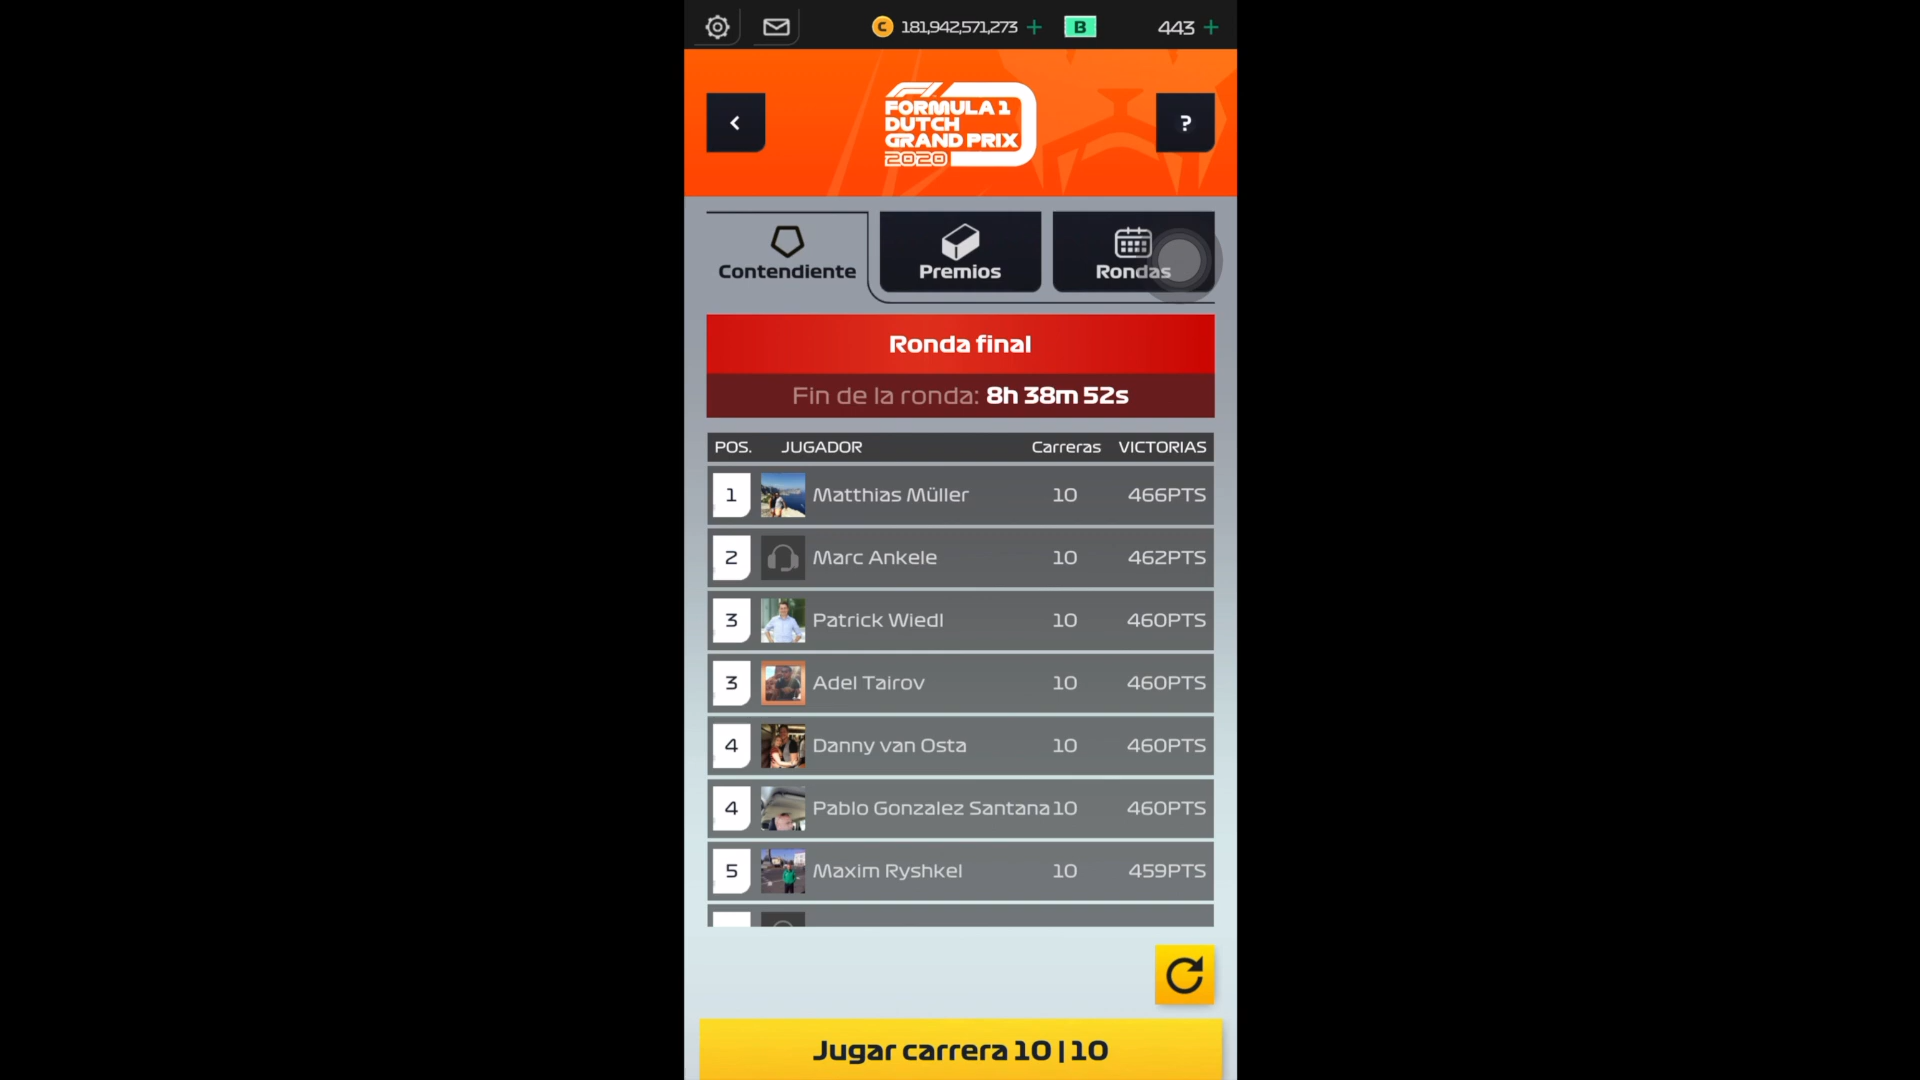 C 181,942,571,273 + B 443 +
F1
FORMULA 1
DUTCH
GRAND PRIX
2020
< ?
Contendiente Premios Rondas
Ronda final
Fin de la ronda: 8h 38m 52s
POS. JUGADOR Carreras VICTORIAS
1 Matthias Müller 10 466PTS
2 Marc Ankele 10 462PTS
3 Patrick Wiedl 10 460PTS
3 Adel Tairov 10 460PTS
4 Danny van Osta 10 460PTS
4 Pablo Gonzalez Santana 10 460PTS
5 Maxim Ryshkel 10 459PTS
Jugar carrera 10 | 10